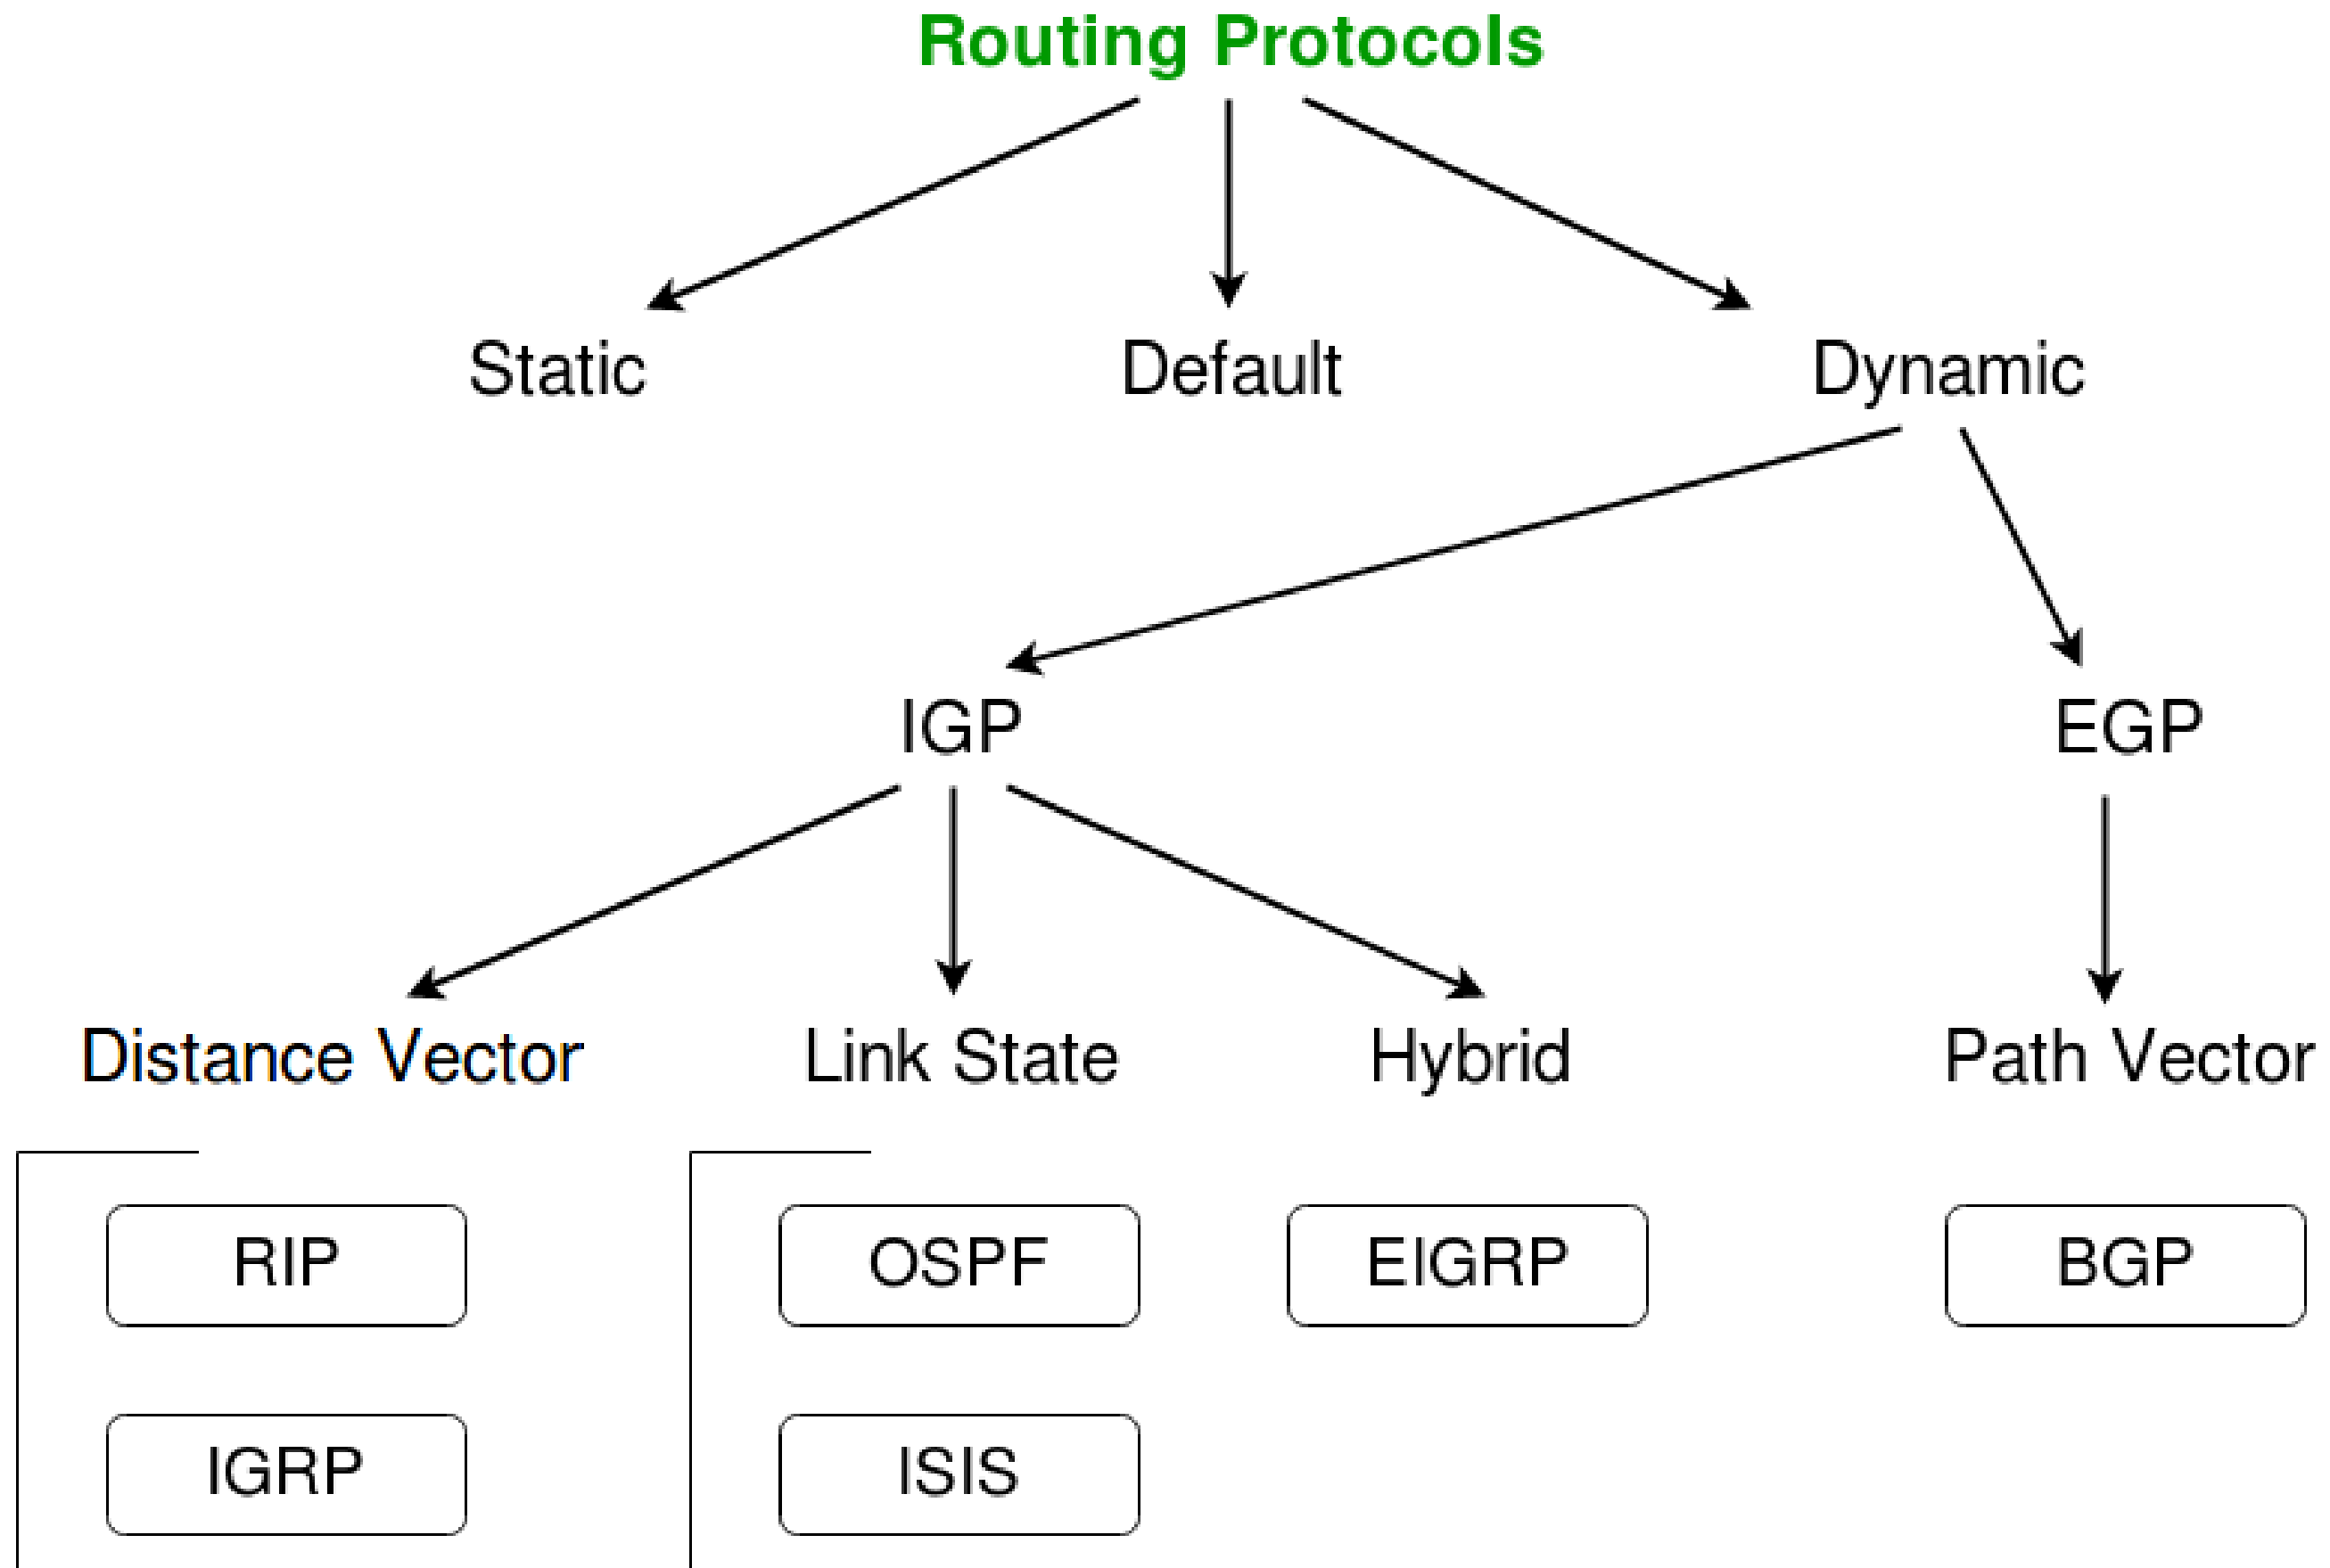 Routing Protocols
Static Default Dynamic
IGP EGP
Distance Vector Link State Hybrid Path Vector
RIP OSPF EIGRP BGP
IGRP ISIS